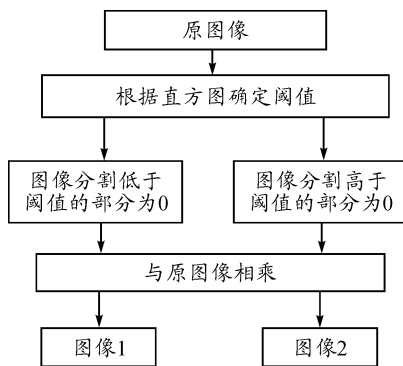 原图像
根据直方图确定阈值
图像分割低于
阈值的部分为0
图像分割高于
阈值的部分为0
与原图像相乘
图像1
图像2